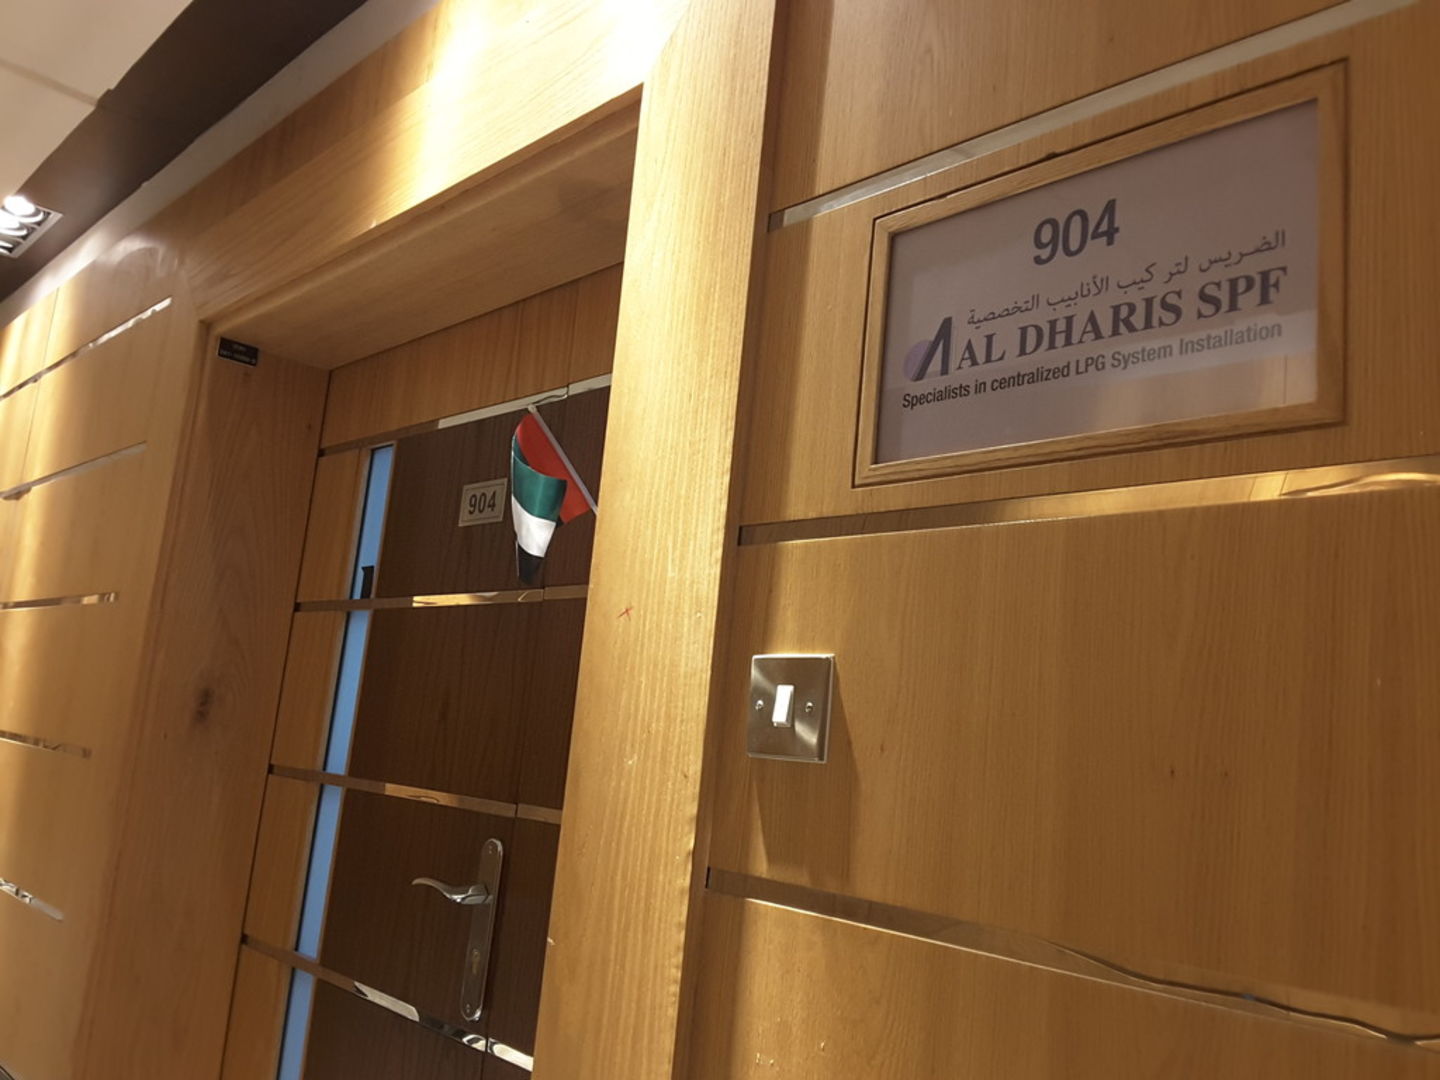 904
الضريس لتركيب الأنابيب التخصصية
AL DHARIS SPF
Specialists in centralized LPG System Installation
904